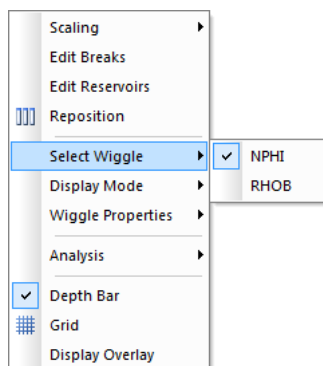 Scaling
Edit Breaks
Edit Reservoirs
Reposition
Select Wiggle
NPHI
RHOB
Display Mode
Wiggle Properties
Analysis
Depth Bar
Grid
Display Overlay